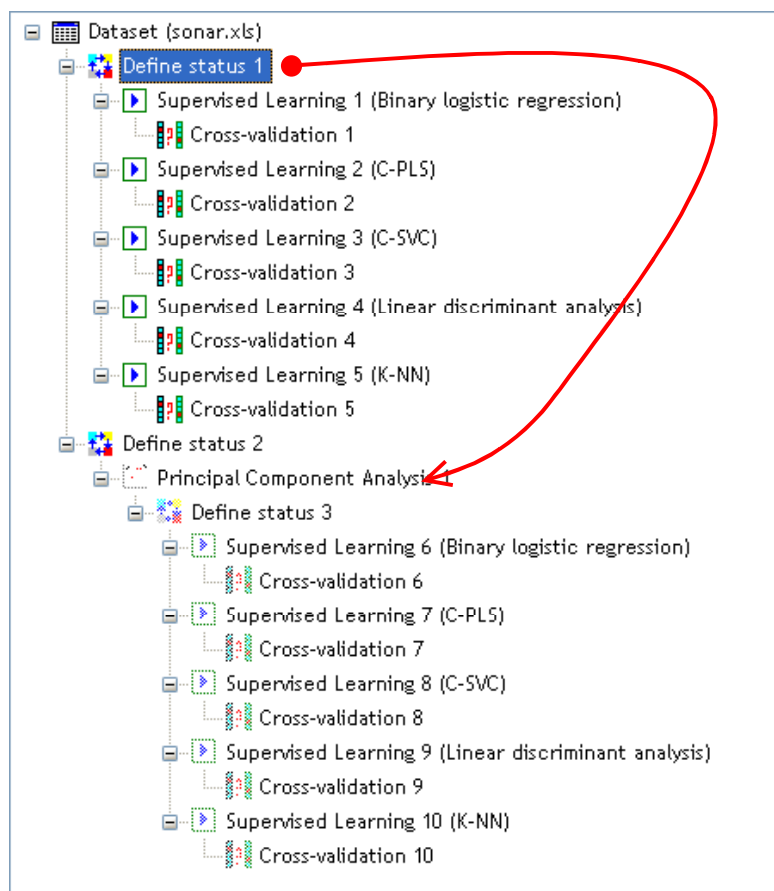 Dataset (sonar.xls)
Define status 1
Supervised Learning 1 (Binary logistic regression)
Cross-validation 1
Supervised Learning 2 (C-PLS)
Cross-validation 2
Supervised Learning 3 (C-SVC)
Cross-validation 3
Supervised Learning 4 (Linear discriminant analysis)
Cross-validation 4
Supervised Learning 5 (K-NN)
Cross-validation 5
Define status 2
Principal Component Analysis 1
Define status 3
Supervised Learning 6 (Binary logistic regression)
Cross-validation 6
Supervised Learning 7 (C-PLS)
Cross-validation 7
Supervised Learning 8 (C-SVC)
Cross-validation 8
Supervised Learning 9 (Linear discriminant analysis)
Cross-validation 9
Supervised Learning 10 (K-NN)
Cross-validation 10